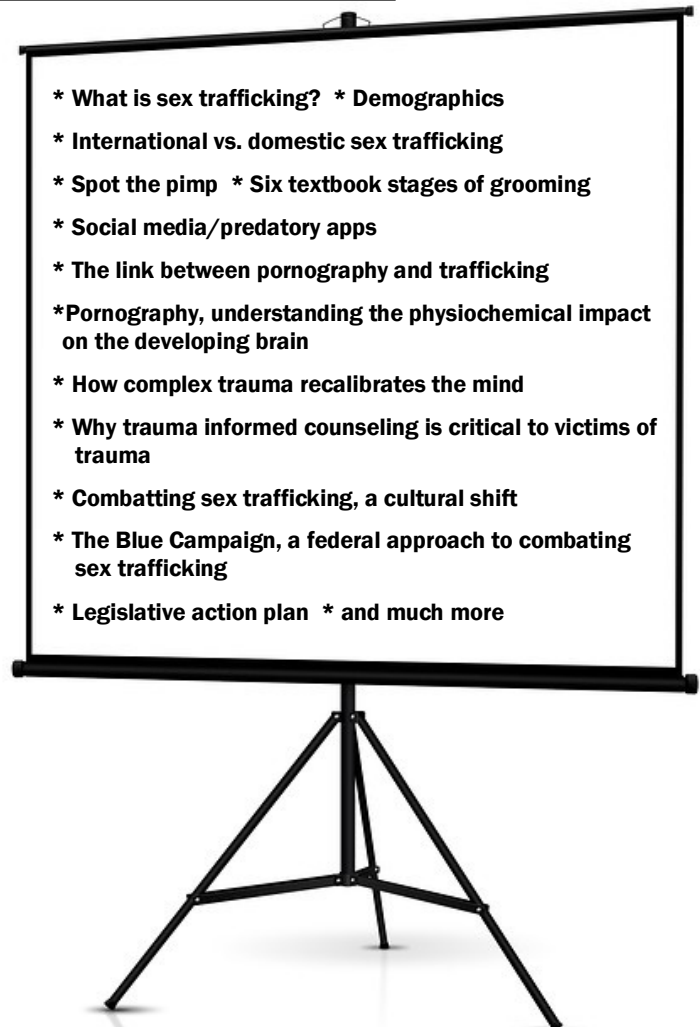 * What is sex trafficking?  * Demographics
* International vs. domestic sex trafficking
* Spot the pimp  * Six textbook stages of grooming
* Social media/predatory apps
* The link between pornography and trafficking
*Pornography, understanding the physiochemical impact
on the developing brain
* How complex trauma recalibrates the mind
* Why trauma informed counseling is critical to victims of
trauma
* Combatting sex trafficking, a cultural shift
* The Blue Campaign, a federal approach to combating
sex trafficking
* Legislative action plan  * and much more